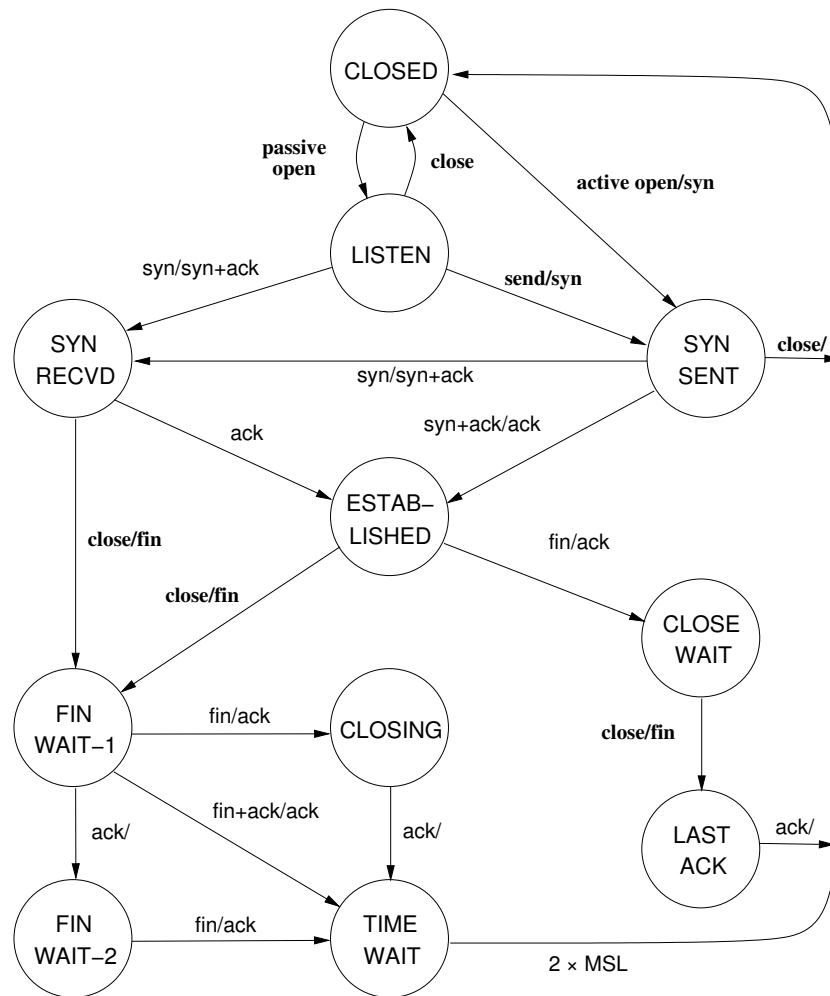 CLOSED
passive
open
close
active open/syn
LISTEN
syn/syn+ack
send/syn
SYN
RECVD
SYN
SENT
close/
syn/syn+ack
ack
syn+ack/ack
ESTAB–
LISHED
close/fin
fin/ack
close/fin
CLOSE
WAIT
FIN
WAIT–1
fin/ack
CLOSING
close/fin
fin+ack/ack
ack/
ack/
LAST
ACK
ack/
FIN
WAIT–2
fin/ack
TIME
WAIT
2 × MSL